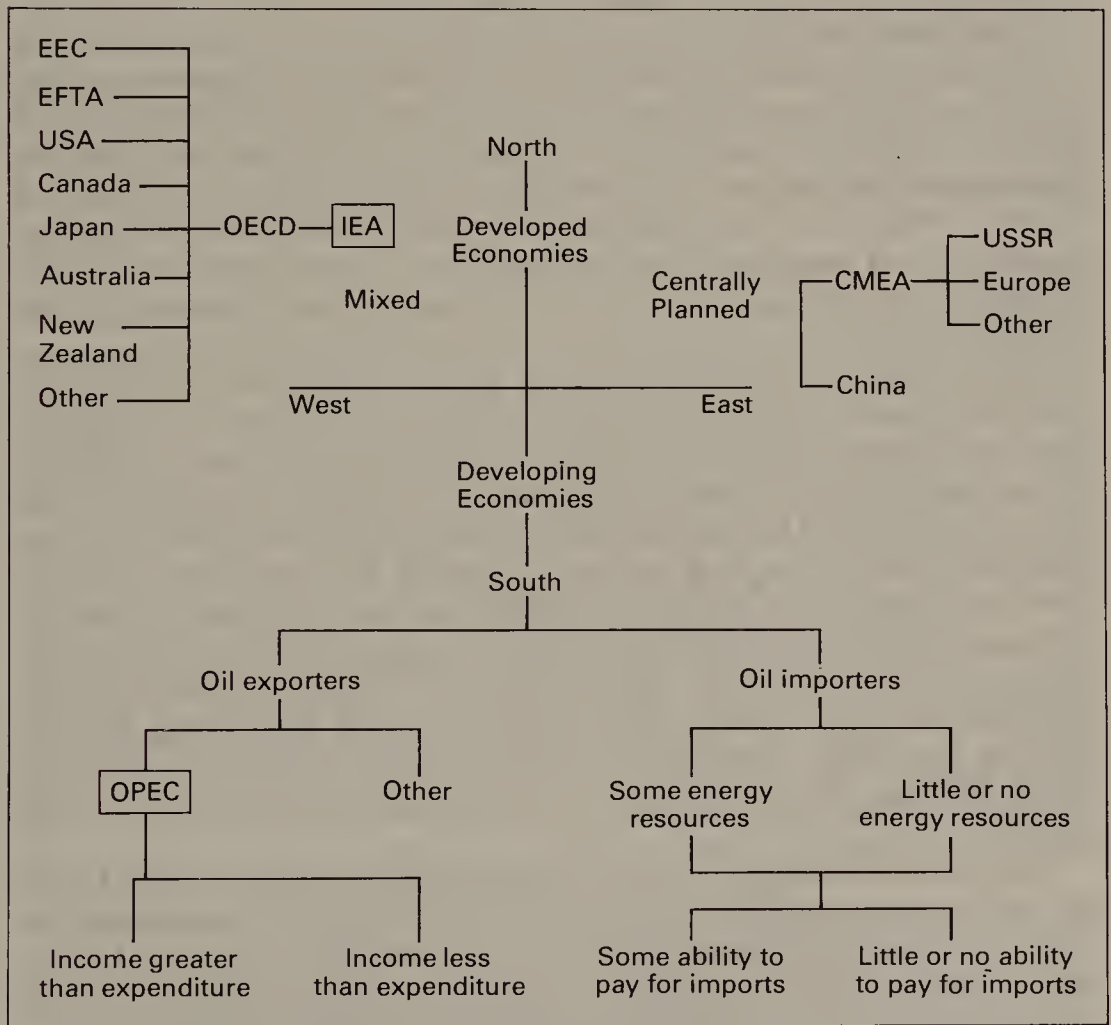 EEC
EFTA
USA
Canada
Japan
Australia
New
Zealand
Other
OECD
IEA
Mixed
North
Developed
Economies
Centrally
Planned
CMEA
USSR
Europe
Other
China
West
East
Developing
Economies
South
Oil exporters
Oil importers
OPEC
Other
Some energy
resources
Little or no
energy resources
Income greater
than expenditure
Income less
than expenditure
Some ability to
pay for imports
Little or no ability
to pay for imports